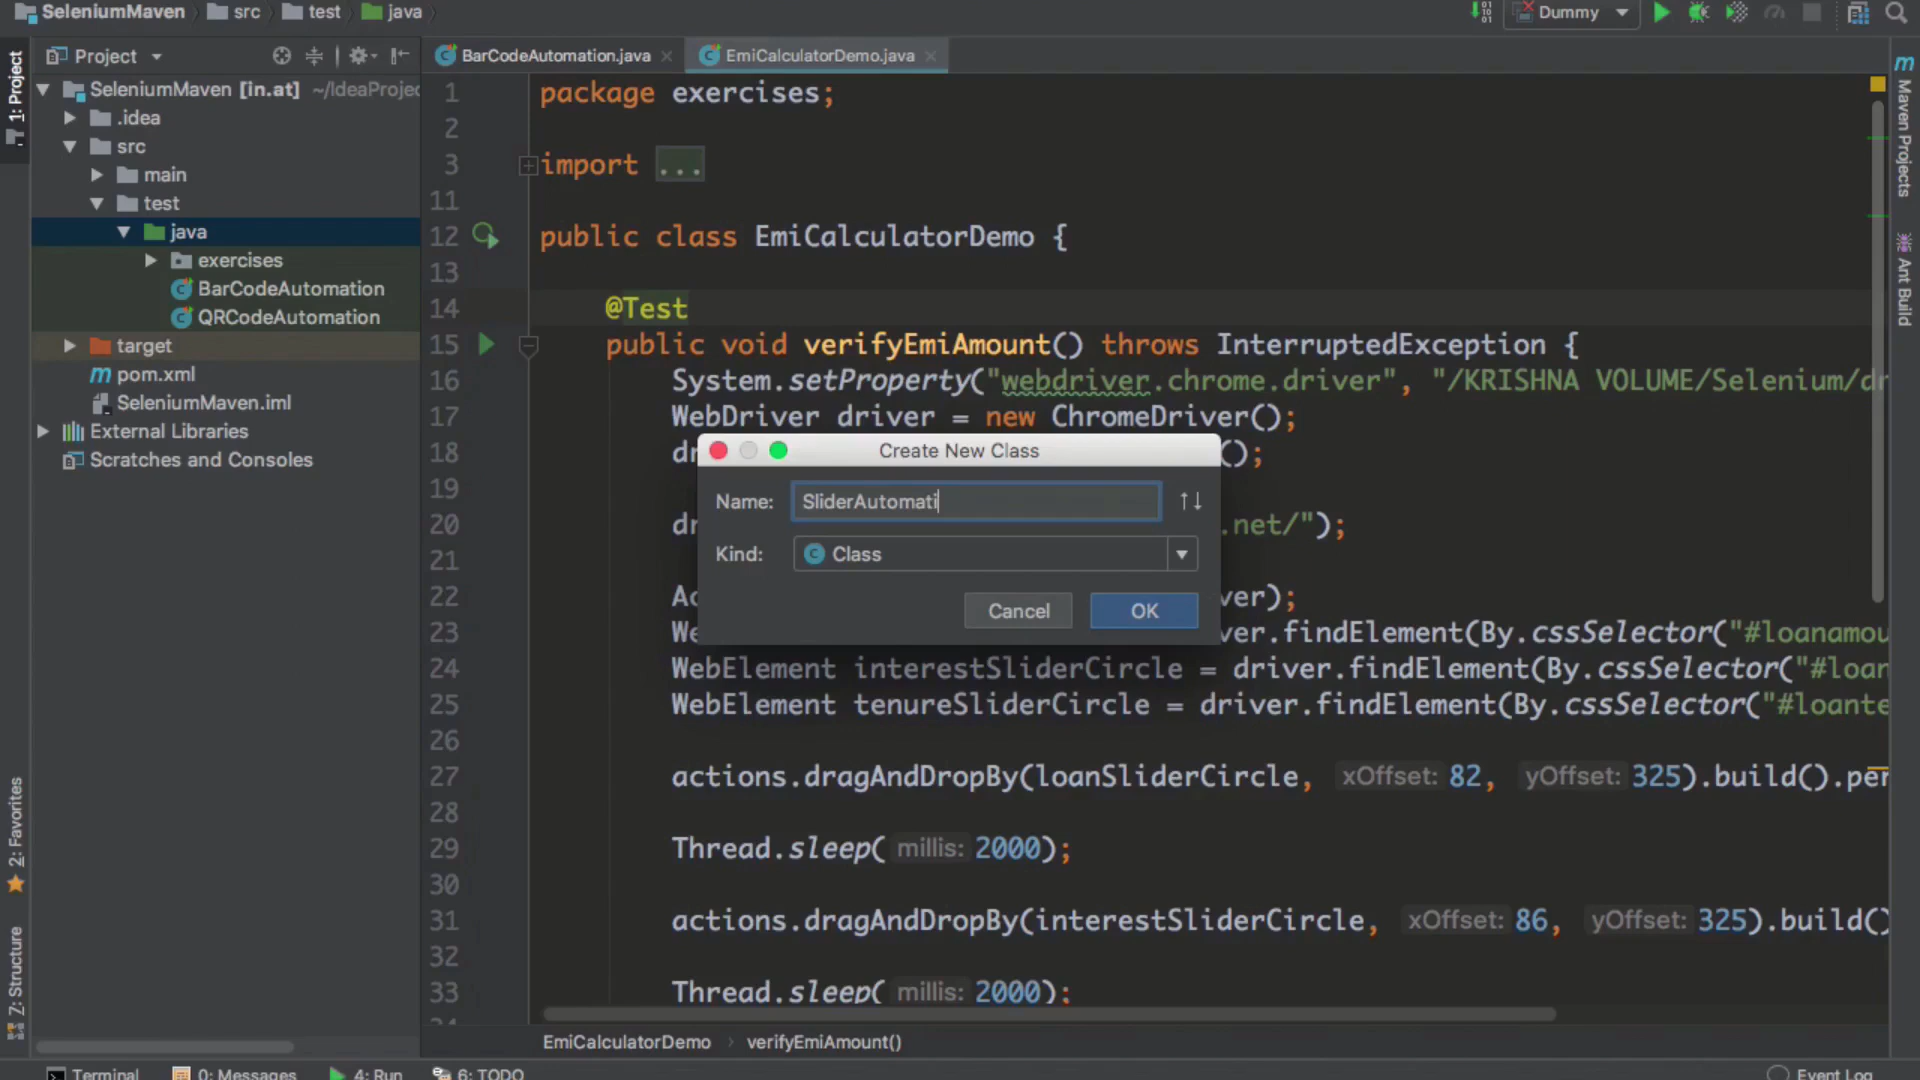 SeleniumMaven src test java
Dummy
1: Project
Project
BarCodeAutomation.java
EmiCalculatorDemo.java
SeleniumMaven [in.at] ~/IdeaProjec
.idea
src
main
test
java
exercises
BarCodeAutomation
QRCodeAutomation
target
pom.xml
SeleniumMaven.iml
External Libraries
Scratches and Consoles
2: Favorites
Z: Structure
1 package exercises;
2
3 import ...
11
12 public class EmiCalculatorDemo {
13
14 @Test
15 public void verifyEmiAmount() throws InterruptedException {
16 System.setProperty("webdriver.chrome.driver", "/KRISHNA VOLUME/Selenium/dr
17 WebDriver driver = new ChromeDriver();
18 dr ();
19
20 dr .net/");
21
22 Ac ver);
23 We ver.findElement(By.cssSelector("#loanamou
24 WebElement interestSliderCircle = driver.findElement(By.cssSelector("#loan
25 WebElement tenureSliderCircle = driver.findElement(By.cssSelector("#loante
26
27 actions.dragAndDropBy(loanSliderCircle, xOffset: 82, yOffset: 325).build().per
28
29 Thread.sleep( millis: 2000);
30
31 actions.dragAndDropBy(interestSliderCircle, xOffset: 86, yOffset: 325).build()
32
33 Thread.sleep( millis: 2000);
Create New Class
Name: SliderAutomati
Kind: Class
Cancel OK
Maven Projects
Ant Build
EmiCalculatorDemo verifyEmiAmount()
Terminal 0: Messages 4: Run 6: TODO Event Log